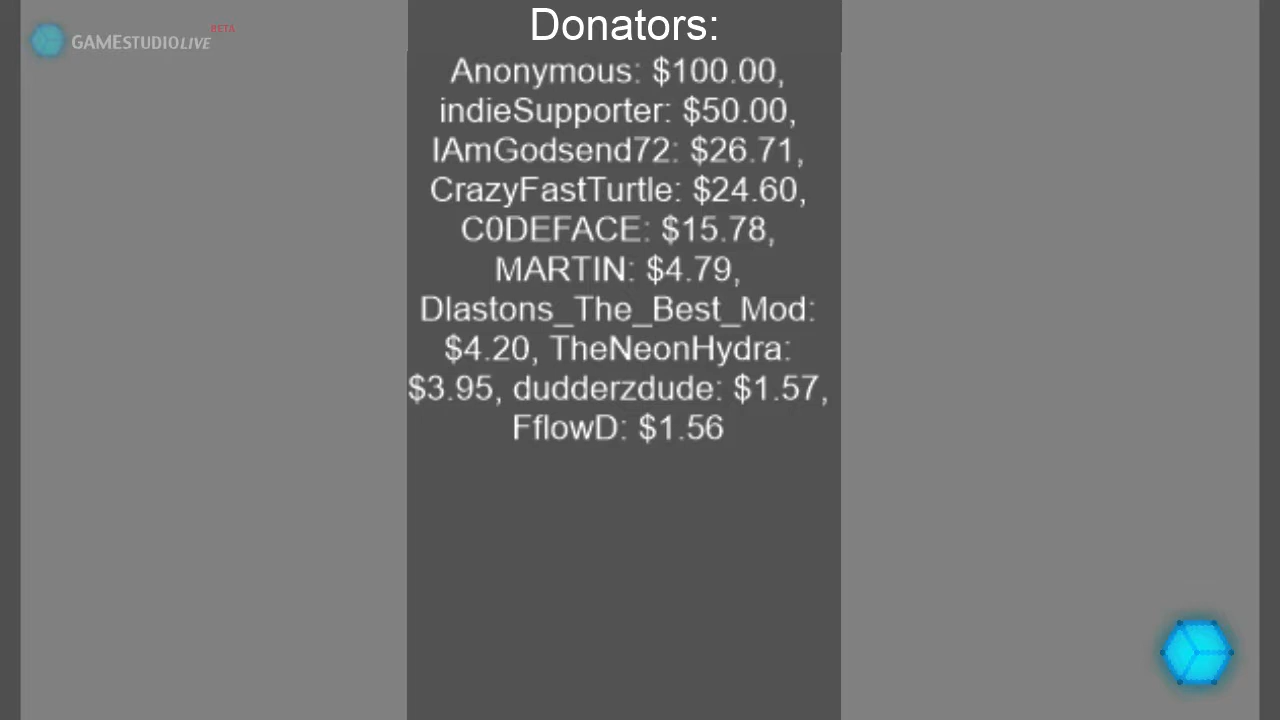 Donators:
GAMESTUDIOLIVE BETA
Anonymous: $100.00,
indieSupporter: $50.00,
IAmGodsend72: $26.71,
CrazyFastTurtle: $24.60,
C0DEFACE: $15.78,
MARTIN: $4.79,
Dlastons_The_Best_Mod:
$4.20, TheNeonHydra:
$3.95, dudderzdude: $1.57,
FflowD: $1.56